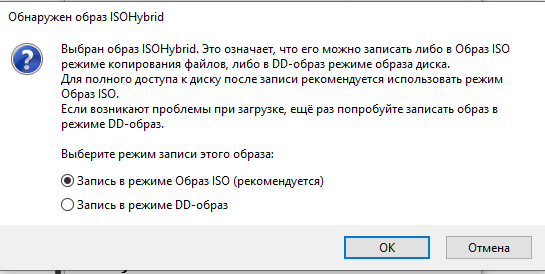 Обнаружен образ ISOHybrid
Выбран образ ISOHybrid. Это означает, что его можно записать либо в Образ ISO
режиме копирования файлов, либо в DD-образ режиме образа диска.
Для полного доступа к диску после записи рекомендуется использовать режим
Образ ISO.
Если возникают проблемы при загрузке, ещё раз попробуйте записать образ в
режиме DD-образ.
Выберите режим записи этого образа:
Запись в режиме Образ ISO (рекомендуется)
Запись в режиме DD-образ
OK
Отмена